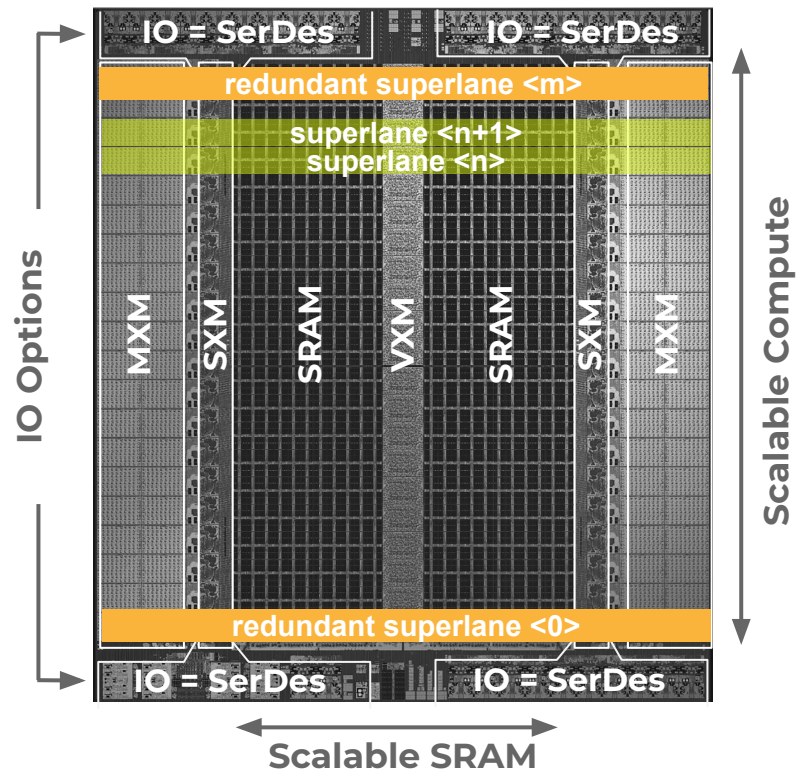 IO = SerDes
IO = SerDes
redundant superlane <m>
superlane <n+1>
superlane <n>
IO Options
MXM
SXM
SRAM
VXM
SRAM
SXM
MXM
Scalable Compute
redundant superlane <0>
IO = SerDes
IO = SerDes
Scalable SRAM